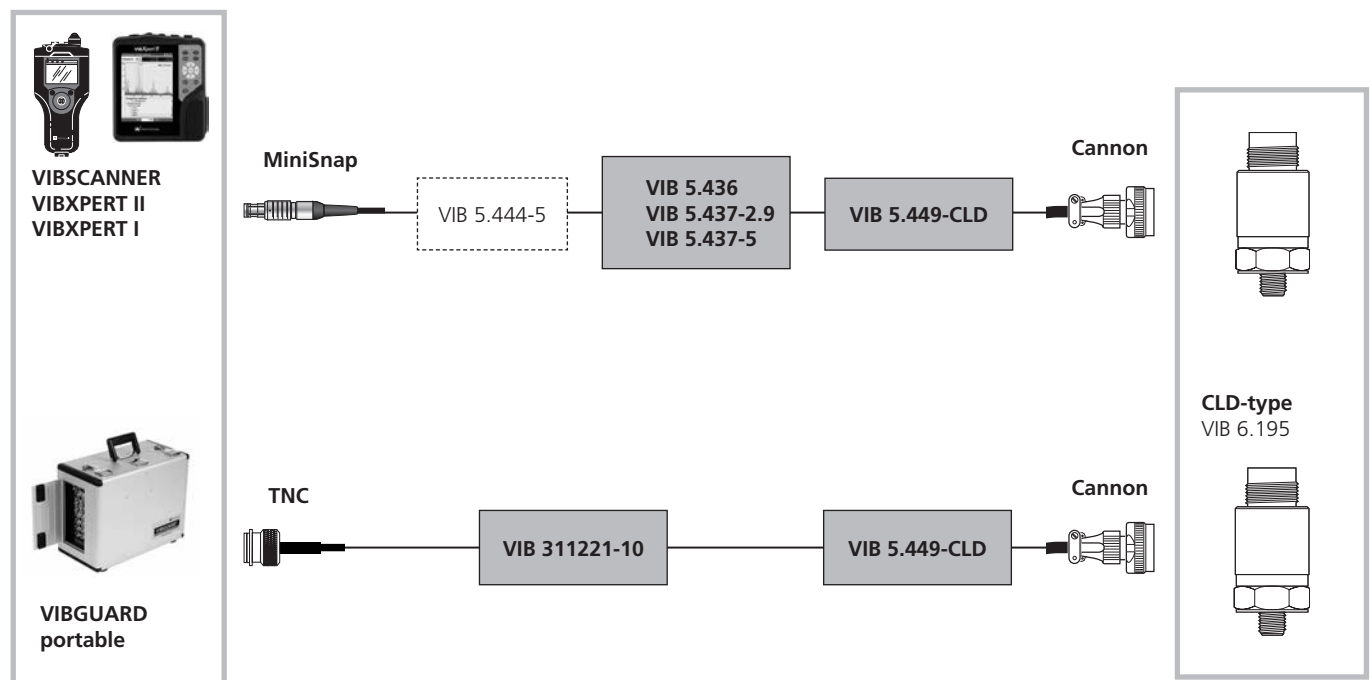 VIBSCANNER
VIBXPERT II
VIBXPERT I
MiniSnap
VIB 5.444-5
VIB 5.436
VIB 5.437-2.9
VIB 5.437-5
VIB 5.449-CLD
Cannon
CLD-type
VIB 6.195
TNC
VIB 311221-10
VIB 5.449-CLD
Cannon
VIBGUARD
portable